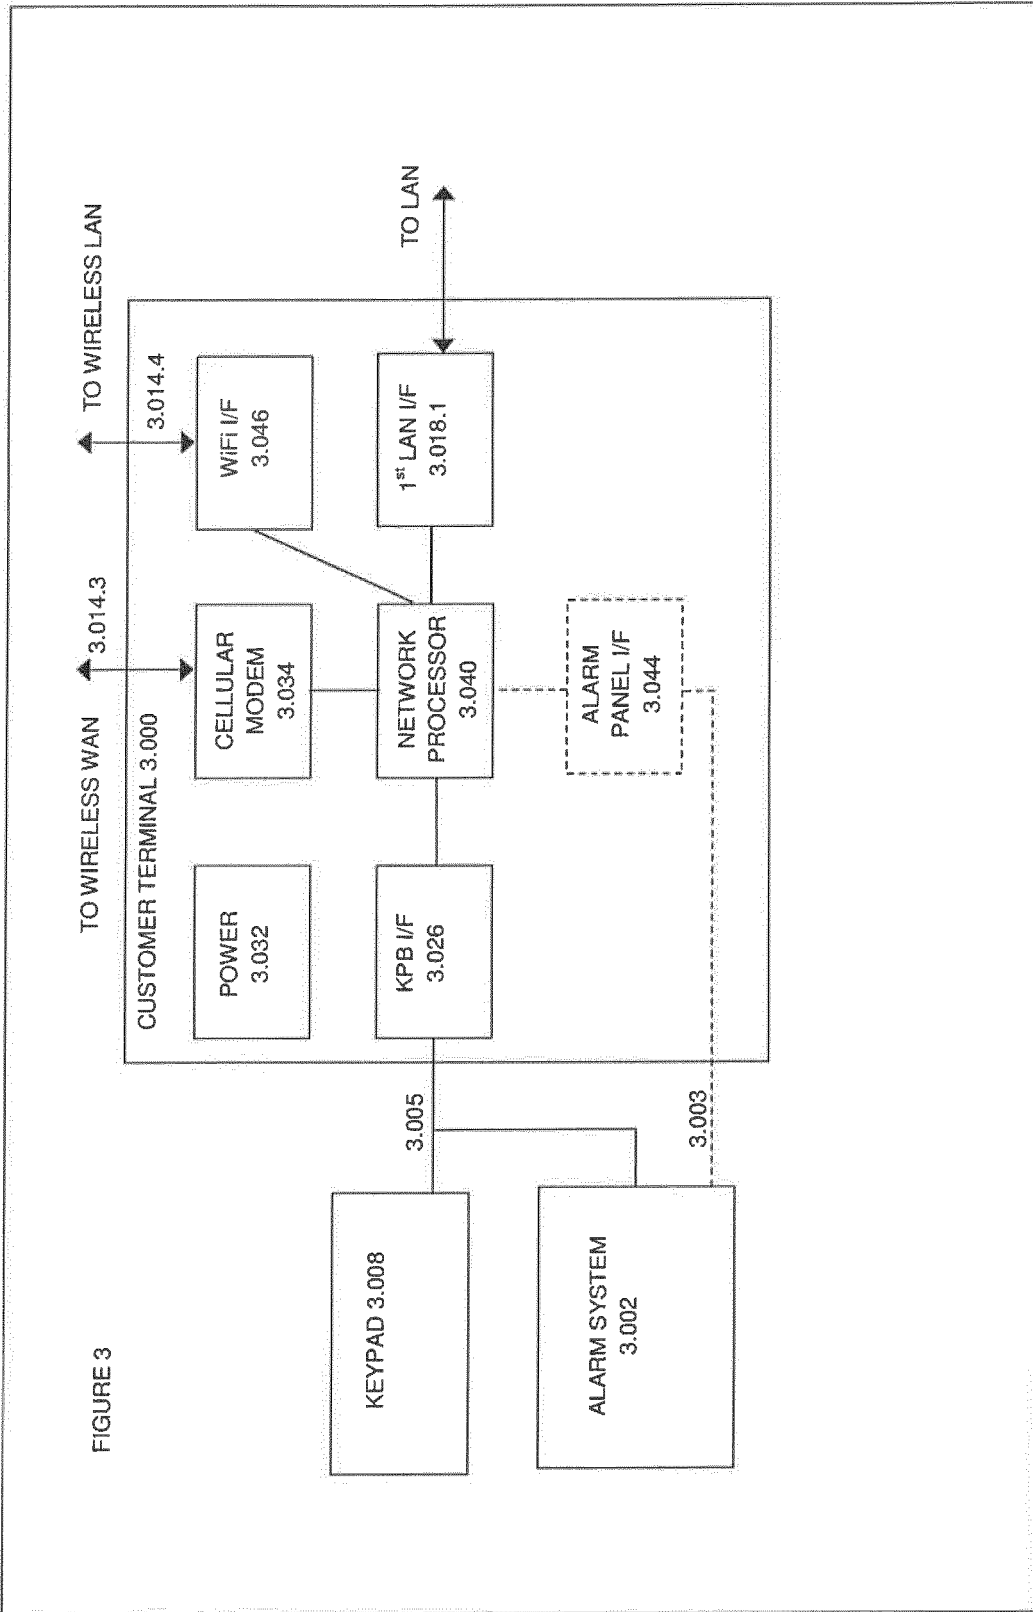 FIGURE 3
TO WIRELESS WAN
3.014.3
TO WIRELESS LAN
3.014.4
CUSTOMER TERMINAL 3.000
POWER
3.032
CELLULAR
MODEM
3.034
WiFi I/F
3.046
TO LAN
KEYPAD 3.008
3.005
KPB I/F
3.026
NETWORK
PROCESSOR
3.040
1st LAN I/F
3.018.1
ALARM SYSTEM
3.002
3.003
ALARM
PANEL I/F
3.044